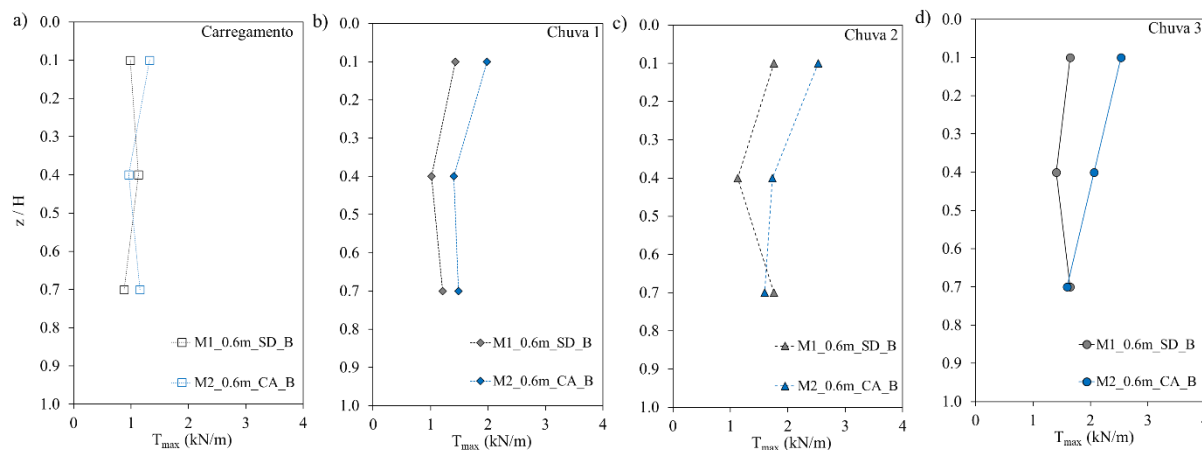 a)
Carregamento
0.0
0.1
0.2
0.3
0.4
0.5
0.6
0.7
0.8
0.9
1.0
z / H
M1_0.6m_SD_B
M2_0.6m_CA_B
0 1 2 3 4
Tmax (kN/m)
b)
Chuva 1
0.0
0.1
0.2
0.3
0.4
0.5
0.6
0.7
0.8
0.9
1.0
M1_0.6m_SD_B
M2_0.6m_CA_B
0 1 2 3 4
Tmax (kN/m)
c)
Chuva 2
0.0
0.1
0.2
0.3
0.4
0.5
0.6
0.7
0.8
0.9
1.0
M1_0.6m_SD_B
M2_0.6m_CA_B
0 1 2 3 4
Tmax (kN/m)
d)
Chuva 3
0.0
0.1
0.2
0.3
0.4
0.5
0.6
0.7
0.8
0.9
1.0
M1_0.6m_SD_B
M2_0.6m_CA_B
0 1 2 3 4
Tmax (kN/m)